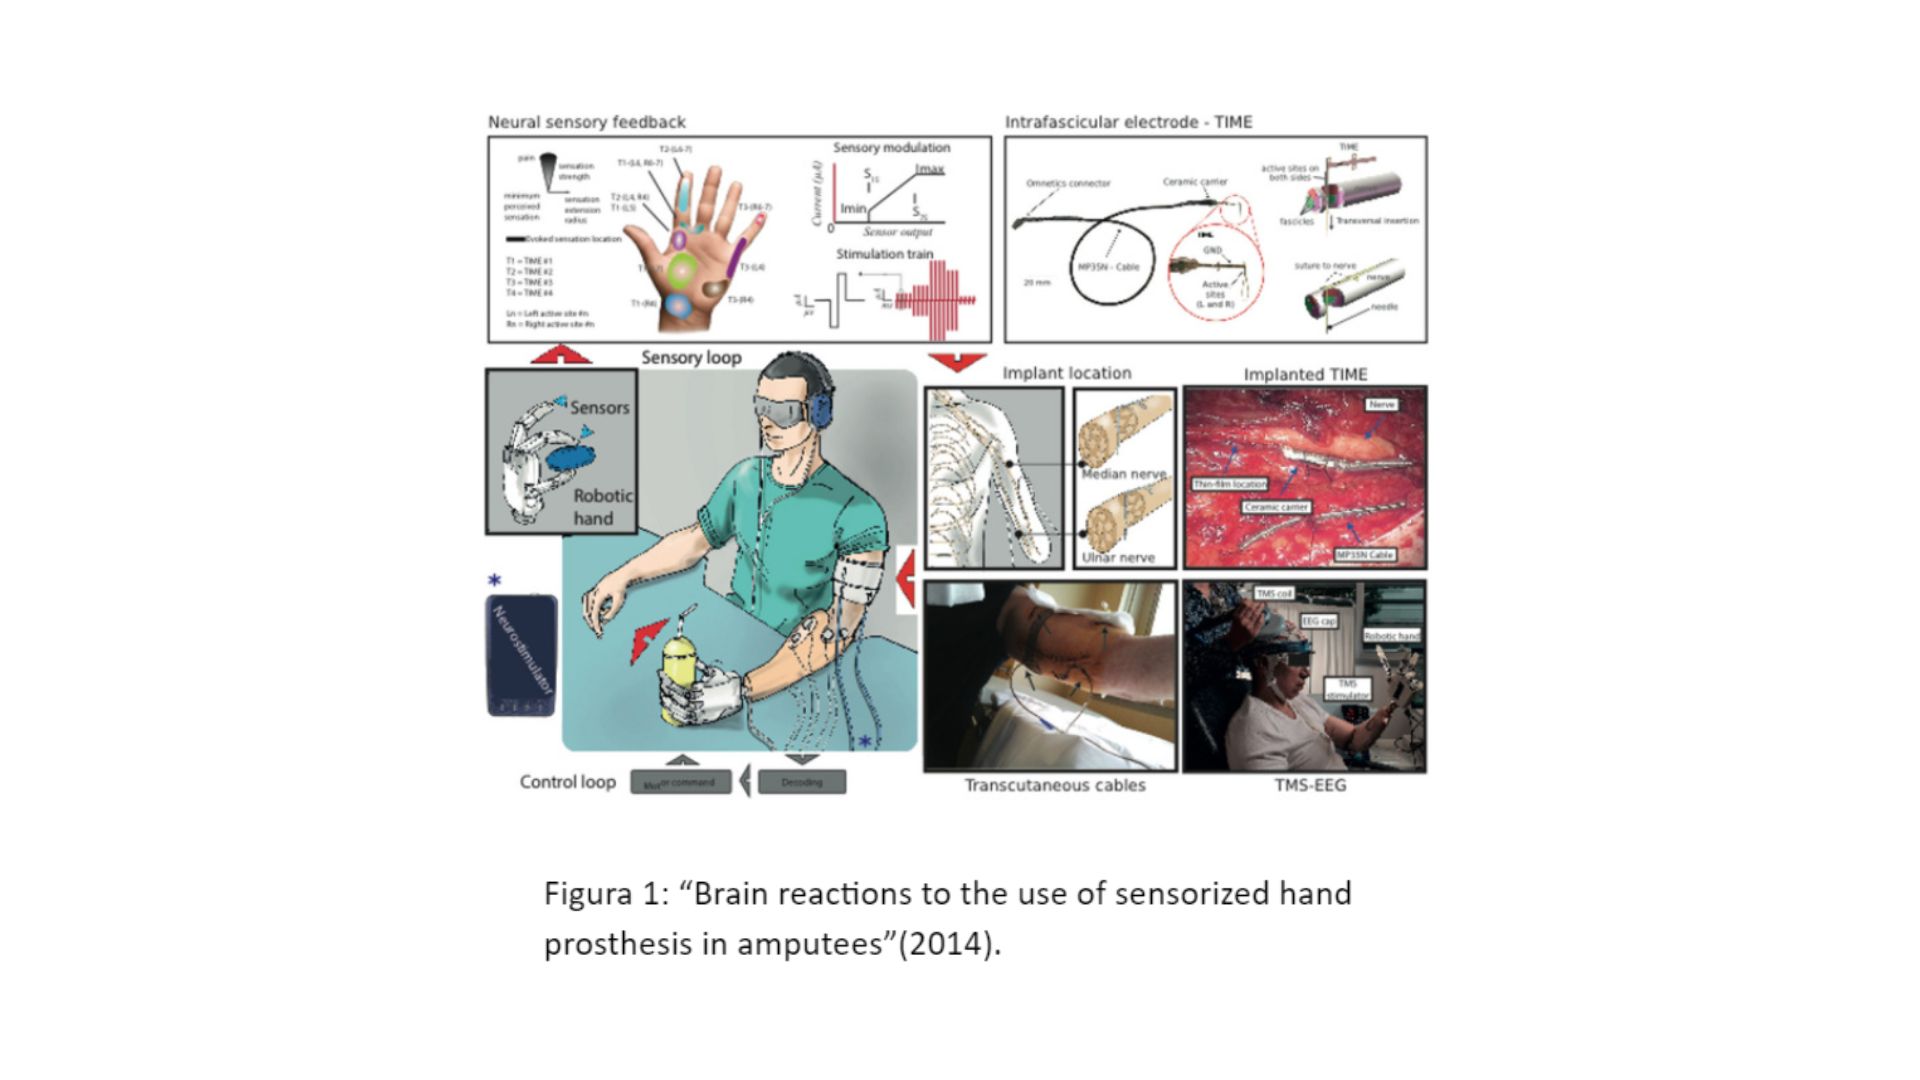 Neural sensory feedback
pain
sensation
strength
minimum
perceived
sensation
sensation
extension
radius
Evoked sensation location
T1 = TIME #1
T2 = TIME #2
T3 = TIME #3
T4 = TIME #4
Ln = Left active site #n
Rn = Right active site #n
T2-(L6-7)
T1-(L4, R6-7)
T2-(L4, R4)
T1-(L5)
T1-(R4)
T3-(R6-7)
T3-(L4)
T3-(R4)
Sensory modulation
Current (μA)
S15
Imax
Imin
S75
0
Sensor output
Stimulation train
μA
μs
μA
Intrafascicular electrode - TIME
Omnetics connector
Ceramic carrier
MP35N - Cable
20 mm
GND
Active
sites
(L and R)
TIME
active sites on
both sides
fascicles
Transversal insertion
suture to nerve
nerve
needle
Sensory loop
Sensors
Robotic
hand
*
Neurostimulator
*
Control loop
Motor command
Decoding
Implant location
Median nerve
Ulnar nerve
Implanted TIME
Nerve
Thin-film location
Ceramic carrier
MP35N Cable
Transcutaneous cables
TMS coil
EEG cap
Robotic hand
TMS
stimulator
TMS-EEG
Figura 1: “Brain reactions to the use of sensorized hand
prosthesis in amputees”(2014).